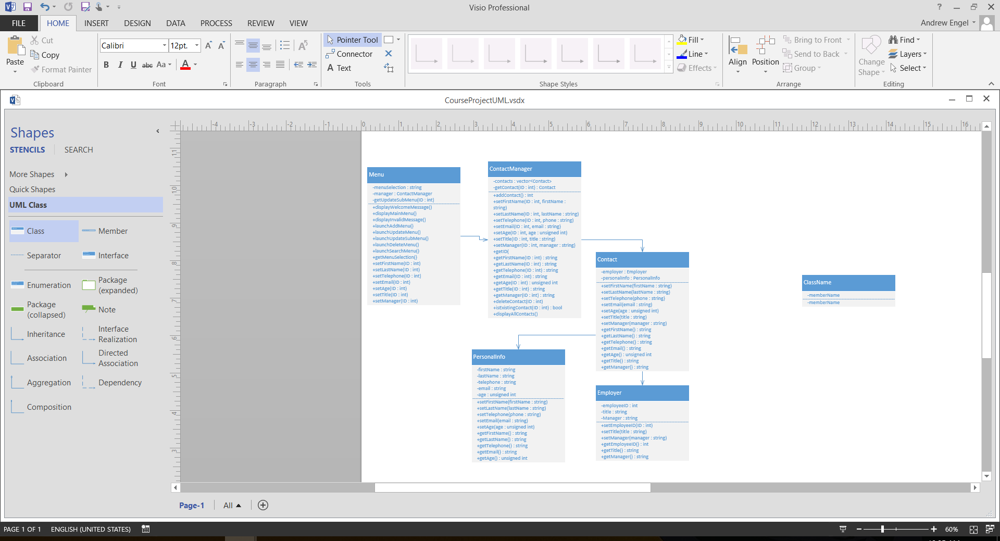 Visio Professional
?
FILE
HOME
INSERT
DESIGN
DATA
PROCESS
REVIEW
VIEW
Andrew Engel
Paste
Cut
Copy
Format Painter
Clipboard
Calibri
12pt.
A
A
B
I
U
abc
Aa
A
Font
Paragraph
Pointer Tool
Connector
A Text
Tools
Shape Styles
Fill
Line
Effects
Align
Position
Bring to Front
Send to Back
Group
Arrange
Change
Shape
Find
Layers
Select
Editing
CourseProjectUML.vsdx
Shapes
STENCILS
SEARCH
More Shapes
Quick Shapes
UML Class
Class
Member
Separator
Interface
Enumeration
Package
(expanded)
Package
(collapsed)
Note
Inheritance
Interface
Realization
Association
Directed
Association
Aggregation
Dependency
Composition
-4 -3 -2 -1 0 1 2 3 4 5 6 7 8 9 10 11 12 13 14 15 16
11
10
9
8
7
6
5
4
3
Menu
-menuSelection : string
-manager : ContactManager
-getUpdateSubMenu(ID : int)
+displayWelcomeMessage()
+displayMainMenu()
+displayInvalidMessage()
+launchAddMenu()
+launchUpdateMenu()
+launchUpdateSubMenu()
+launchDeleteMenu()
+launchSearchMenu()
+getMenuSelection()
+setFirstName(ID : int)
+setLastName(ID : int)
+setTelephone(ID : int)
+setEmail(ID : int)
+setAge(ID : int)
+setTitle(ID : int)
+setManager(ID : int)
ContactManager
-contacts : vector<Contact>
-getContact(ID : int) : Contact
+addContact() : Int
+setFirstName(ID : int, firstName :
string)
+setLastName(ID : int, lastName : string)
+setTelephone(ID : int, phone : string)
+setEmail(ID : int, email : string)
+setAge(ID : int, age : unsigned int)
+setTitle(ID : int, title : string)
+setManager(ID : int, manager : string)
+getID(
+getFirstName(ID : int) : string
+getLastName(ID : int) : string
+getTelephone(ID : int) : string
+getEmail(ID : int) : string
+getAge(ID : int) : unsigned int
+getTitle(ID : int) : string
+getManager(ID : int) : string
+deleteContact(ID : int)
+isExistingContact(ID : int) : bool
+displayAllContacts()
Contact
-employer : Employer
-personalInfo : PersonalInfo
+setFirstName(firstName : string)
+setLastName(lastName : string)
+setTelephone(phone : string)
+setEmail(email : string)
+setAge(age : unsigned int)
+setTitle(title : string)
+setManager(manager : string)
+getFirstName() : string
+getLastName() : string
+getTelephone() : string
+getEmail() : string
+getAge() : unsigned int
+getTitle() : string
+getManager() : string
ClassName
-memberName
-memberName
PersonalInfo
-firstName : string
-lastName : string
-telephone : string
-email : string
-age : unsigned int
+setFirstName(firstName : string)
+setLastName(lastName : string)
+setTelephone(phone : string)
+setEmail(email : string)
+setAge(age : unsigned int)
+getFirstName() : string
+getLastName() : string
+getTelephone() : string
+getEmail() : string
+getAge() : unsigned int
Employer
-employeeID : int
-title : string
-Manager : string
+setEmployeeID(ID : int)
+setTitle(title : string)
+setManager(manager : string)
+getEmployeeID() : int
+getTitle() : string
+getManager() : string
Page-1
All
PAGE 1 OF 1
ENGLISH (UNITED STATES)
60%